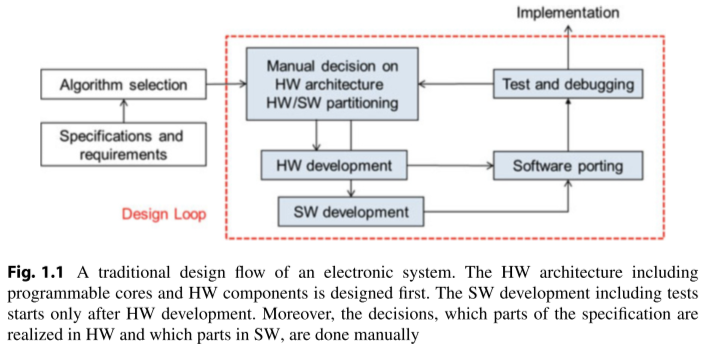 Implementation
Manual decision on
HW architecture
HW/SW partitioning
Algorithm selection
Test and debugging
Specifications and
requirements
HW development
Software porting
Design Loop
SW development
Fig. 1.1 A traditional design flow of an electronic system. The HW architecture including
programmable cores and HW components is designed first. The SW development including tests
starts only after HW development. Moreover, the decisions, which parts of the specification are
realized in HW and which parts in SW, are done manually